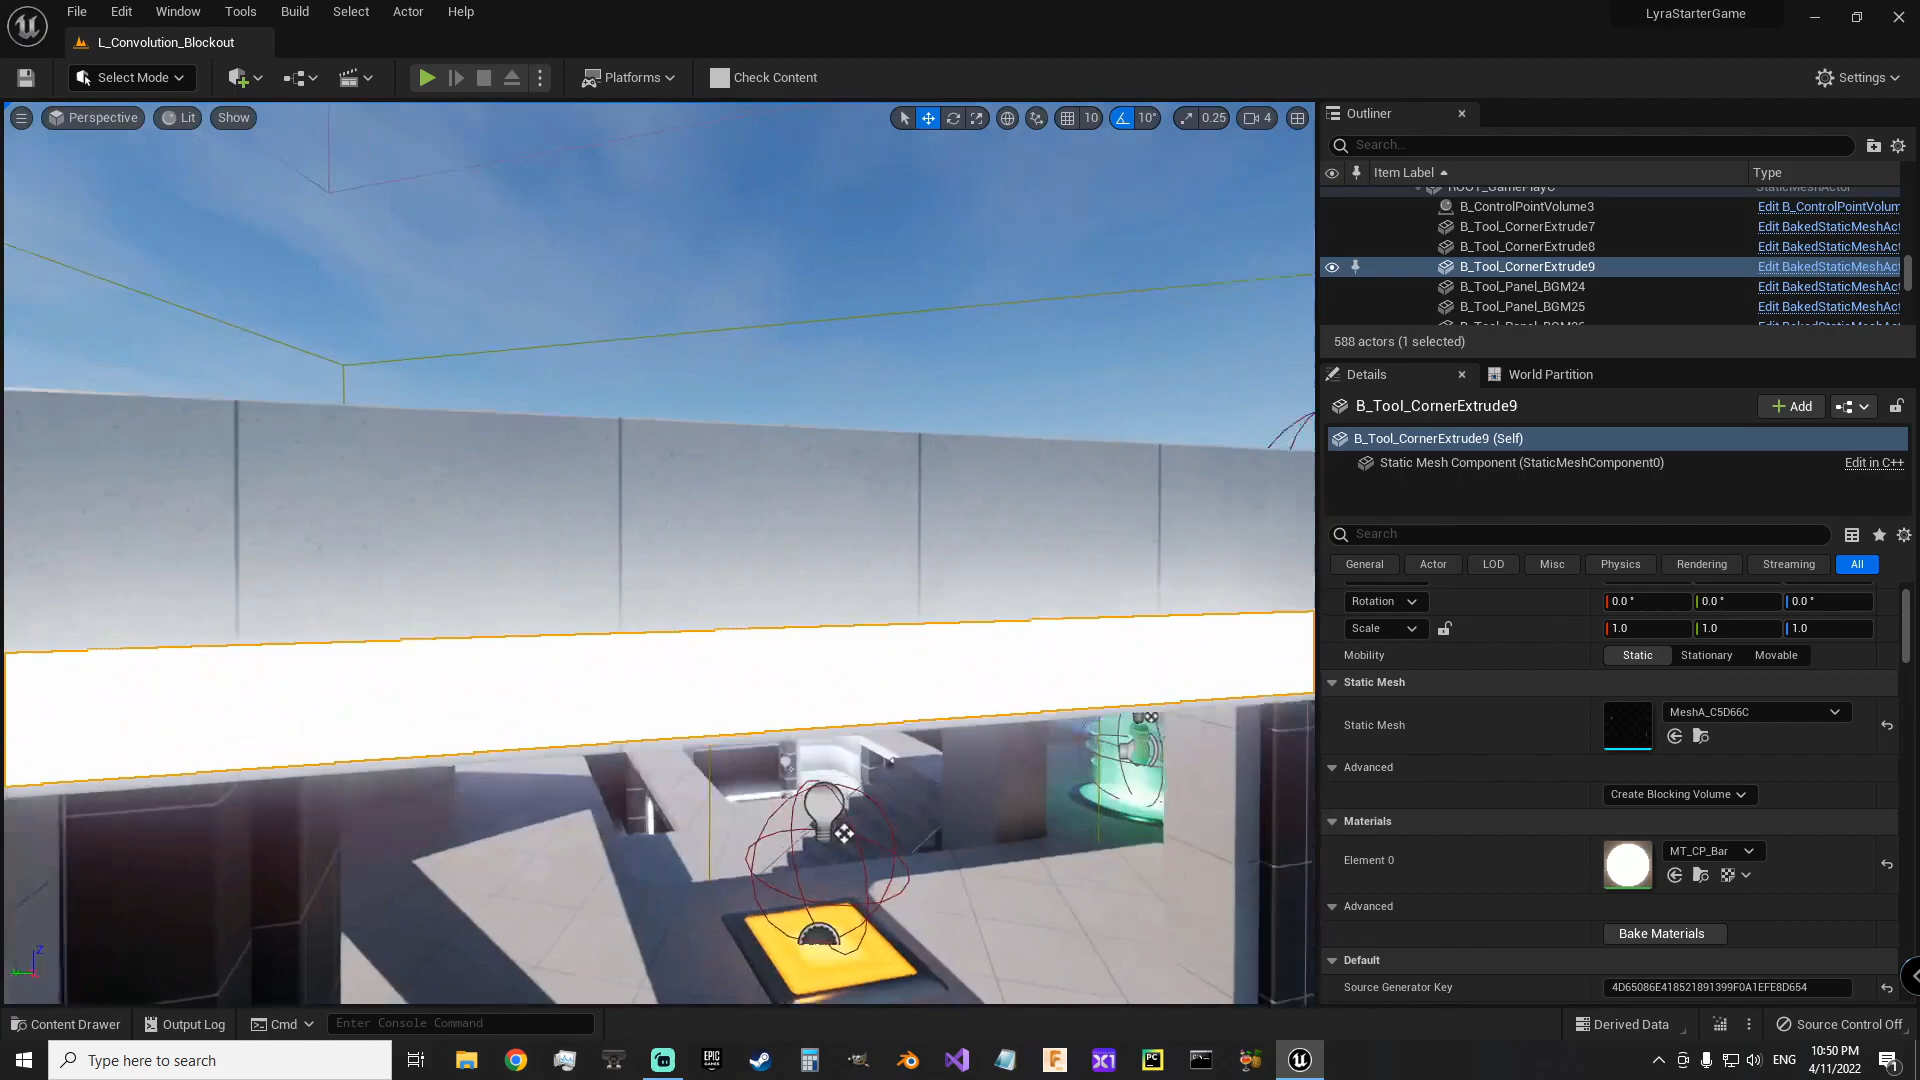 File Edit Window Tools Build Select Actor Help
LyraStarterGame
L_Convolution_Blockout
Select Mode
Platforms
Check Content
Settings
Perspective Lit Show
10 10° 0.25 4
Outliner
Search...
Item Label Type
ROOT_GamePlayC StaticMeshActor
B_ControlPointVolume3 Edit B_ControlPointVolum
B_Tool_CornerExtrude7 Edit BakedStaticMeshAct
B_Tool_CornerExtrude8 Edit BakedStaticMeshAct
B_Tool_CornerExtrude9 Edit BakedStaticMeshAct
B_Tool_Panel_BGM24 Edit BakedStaticMeshAct
B_Tool_Panel_BGM25 Edit BakedStaticMeshAct
588 actors (1 selected)
Details World Partition
B_Tool_CornerExtrude9 Add
B_Tool_CornerExtrude9 (Self)
Static Mesh Component (StaticMeshComponent0) Edit in C++
Search
General Actor LOD Misc Physics Rendering Streaming All
Rotation 0.0 ° 0.0 ° 0.0 °
Scale 1.0 1.0 1.0
Mobility Static Stationary Movable
Static Mesh
Static Mesh MeshA_C5D66C
Advanced
Create Blocking Volume
Materials
Element 0 MT_CP_Bar
Advanced
Bake Materials
Default
Source Generator Key 4D65086E418521891399F0A1EFE8D654
Z
Content Drawer Output Log Cmd Enter Console Command Derived Data Source Control Off
Type here to search
EPIC GAMES
X1
PC
ENG
10:50 PM
4/11/2022
1